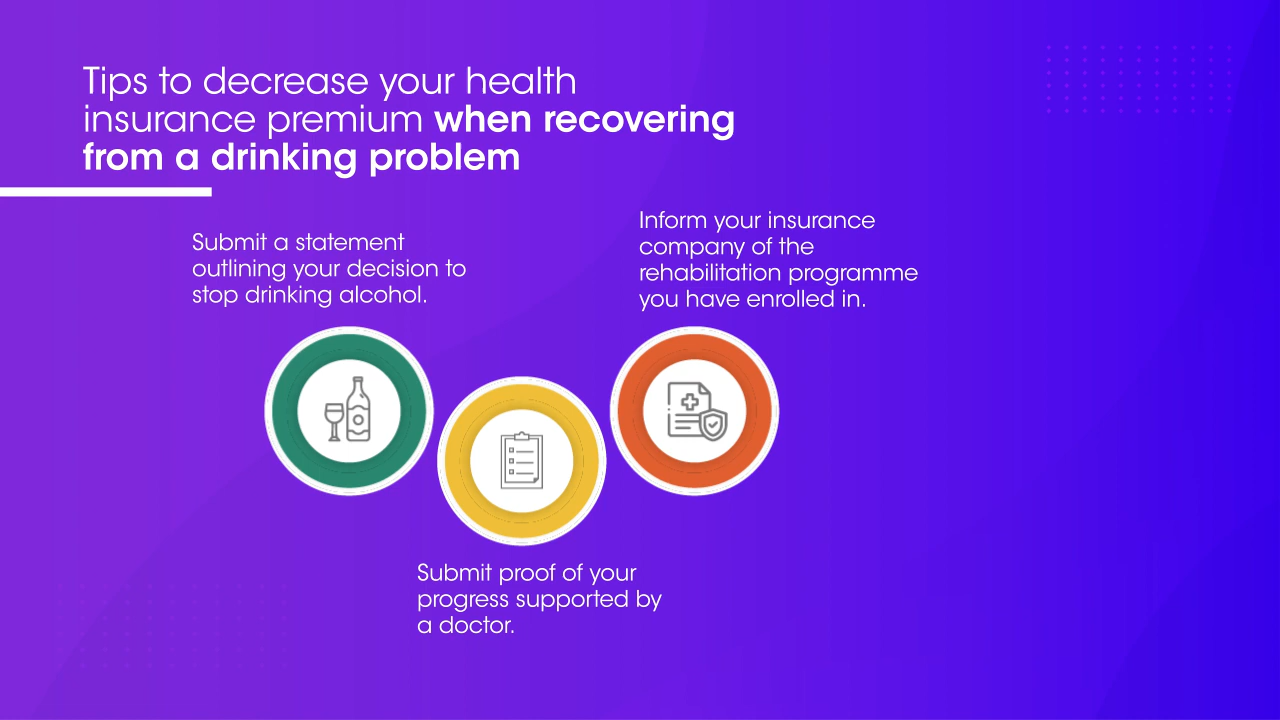 Tips to decrease your health
insurance premium when recovering
from a drinking problem
Submit a statement
outlining your decision to
stop drinking alcohol.
Submit proof of your
progress supported by
a doctor.
Inform your insurance
company of the
rehabilitation programme
you have enrolled in.